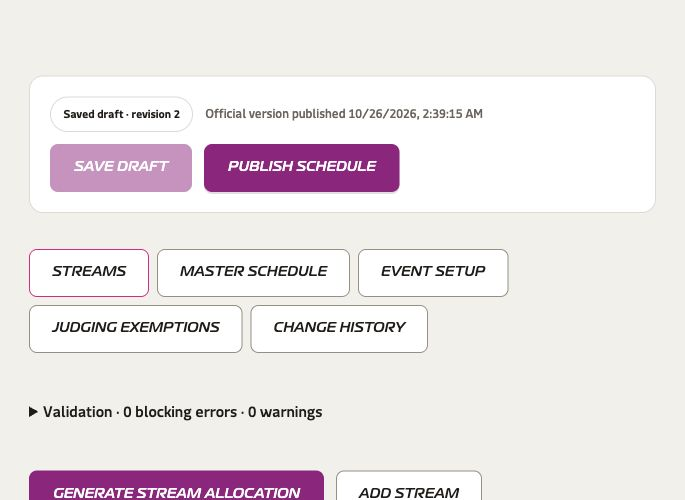 Saved draft · revision 2
Official version published 10/26/2026, 2:39:15 AM
SAVE DRAFT
PUBLISH SCHEDULE
STREAMS
MASTER SCHEDULE
EVENT SETUP
JUDGING EXEMPTIONS
CHANGE HISTORY
▶ Validation · 0 blocking errors · 0 warnings
GENERATE STREAM ALLOCATION
ADD STREAM